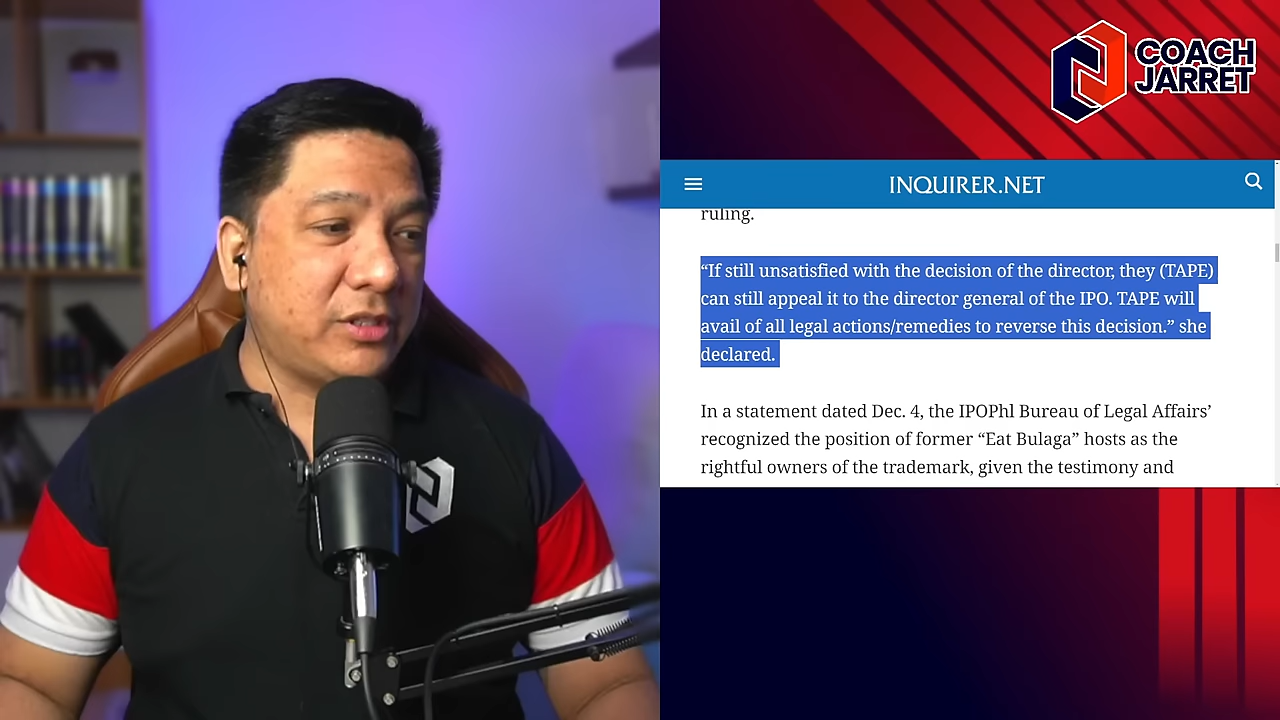 COACH
JARRET
INQUIRER.NET
ruling.
“If still unsatisfied with the decision of the director, they (TAPE)
can still appeal it to the director general of the IPO. TAPE will
avail of all legal actions/remedies to reverse this decision.” she
declared.
In a statement dated Dec. 4, the IPOPhl Bureau of Legal Affairs’
recognized the position of former “Eat Bulaga” hosts as the
rightful owners of the trademark, given the testimony and